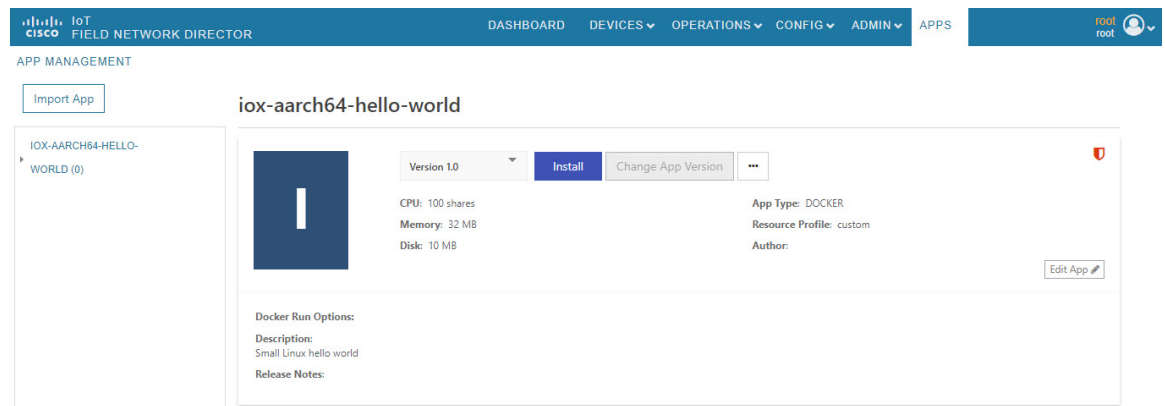 IoT
CISCO FIELD NETWORK DIRECTOR
DASHBOARD DEVICES OPERATIONS CONFIG ADMIN APPS
root
root
APP MANAGEMENT
Import App
IOX-AARCH64-HELLO-
WORLD (0)
iox-aarch64-hello-world
I
Version 1.0 Install Change App Version ...
CPU: 100 shares
Memory: 32 MB
Disk: 10 MB
App Type: DOCKER
Resource Profile: custom
Author:
Edit App
Docker Run Options:
Description:
Small Linux hello world
Release Notes: